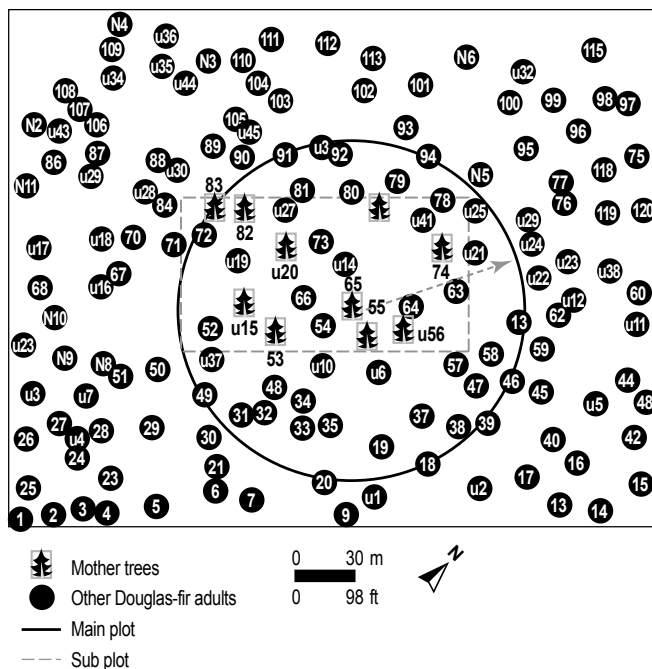 N4
u36
109
111
112
N3
110
113
N6
115
u35
u34
u44
104
101
u32
108
103
102
100
99
98
97
107
N2
u43
106
105
u45
93
96
86
87
89
90
91
u3
92
94
95
75
88
u30
118
u29
N11
u28
83
81
80
79
N5
77
84
u27
78
76
82
u41
u25
u29
119
120
u18
70
71
72
73
u24
u17
u19
u20
u14
74
u21
u23
u38
67
65
u22
68
u16
66
55
64
63
u12
60
N10
u15
54
62
13
u11
52
53
u56
u23
N9
N8
51
50
u37
u10
u6
57
58
59
u3
u7
49
48
47
46
45
44
34
u5
48
27
31
32
37
26
u4
28
29
30
33
35
38
39
40
42
24
19
21
18
16
25
23
20
17
15
6
u1
u2
1
2
3
4
5
7
9
13
14
Mother trees
Other Douglas-fir adults
Main plot
Sub plot
0 30 m
0 98 ft
N